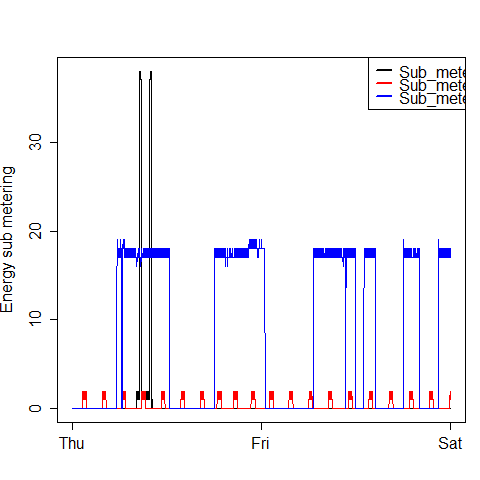 Sub_mete
Sub_mete
Sub_mete
Energy sub metering
30
20
10
0
Thu
Fri
Sat